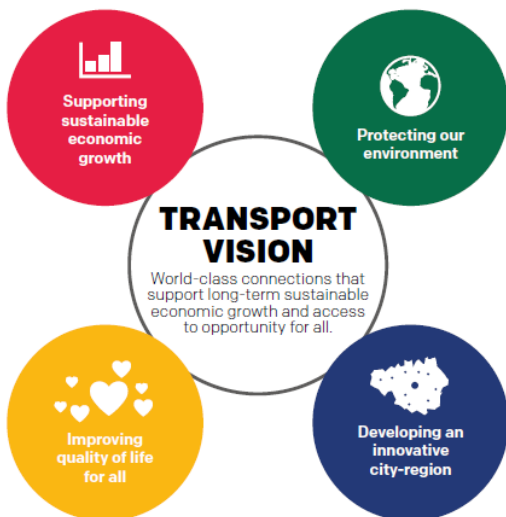 Supporting
sustainable
economic
growth
Protecting our
environment
TRANSPORT
VISION
World-class connections that
support long-term sustainable
economic growth and access
to opportunity for all.
Improving
quality of life
for all
Developing an
innovative
city-region